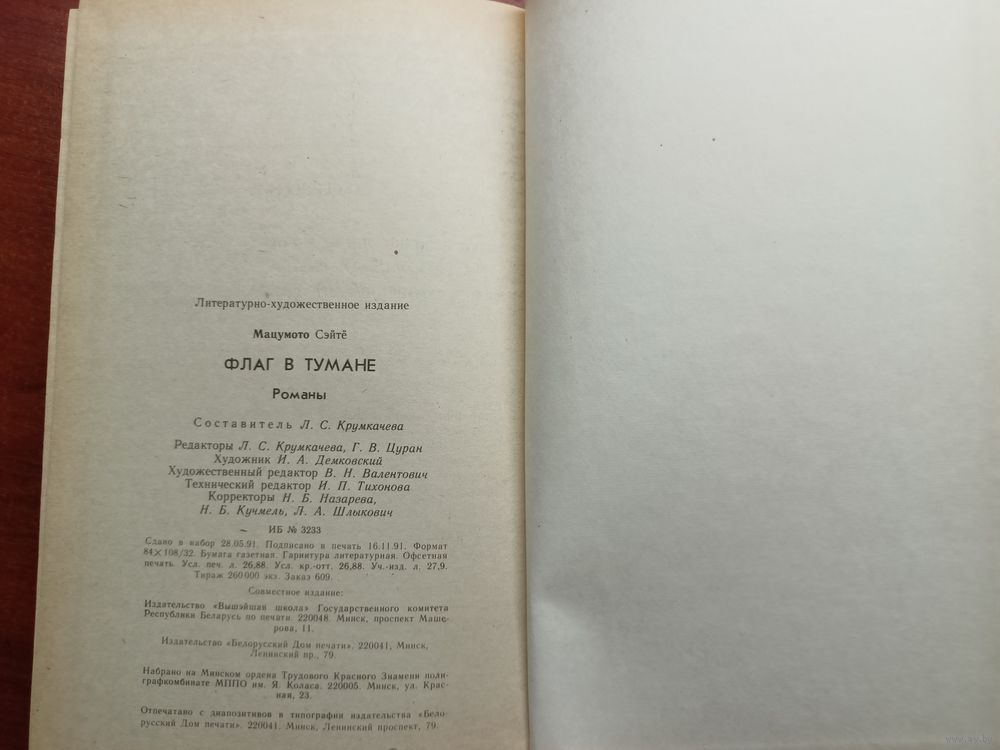 Литературно-художественное издание
Мацумото Сэйтё
ФЛАГ В ТУМАНЕ
Романы
Составитель Л. С. Крумкачева
Редакторы Л. С. Крумкачева, Г. В. Цуран
Художник И. А. Демковский
Художественный редактор В. Н. Валентович
Технический редактор И. П. Тихонова
Корректоры Н. Б. Назарева,
Н. Б. Кучмель, Л. А. Шлыкович
ИБ № 3233
Сдано в набор 28.05.91. Подписано в печать 16.11.91. Формат
84×108/32. Бумага газетная. Гарнитура литературная. Офсетная
печать. Усл. печ. л. 26,88. Усл. кр.-отт. 26,88. Уч.-изд. л. 27,9.
Тираж 260 000 экз. Заказ 609.
Совместное издание:
Издательство «Вышэйшая школа» Государственного комитета
Республики Беларусь по печати. 220048. Минск, проспект Маше-
рова, 11.
Издательство «Белорусский Дом печати». 220041, Минск,
Ленинский пр., 79.
Набрано на Минском ордена Трудового Красного Знамени поли-
графкомбинате МППО им. Я. Коласа. 220005. Минск, ул. Крас-
ная, 23.
Отпечатано с диапозитивов в типографии издательства «Бело-
русский Дом печати». 220041. Минск, Ленинский проспект, 79.
www.av.by